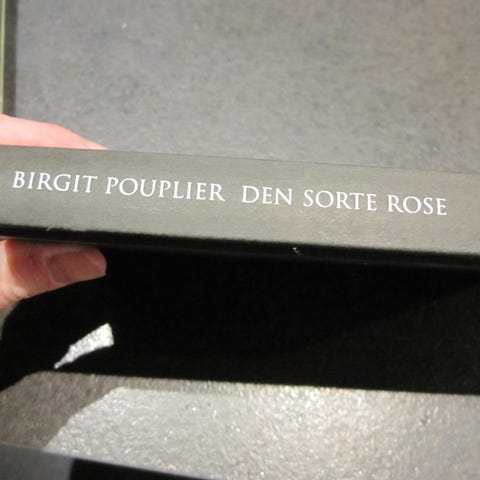 BIRGIT POUPLIER DEN SORTE ROSE